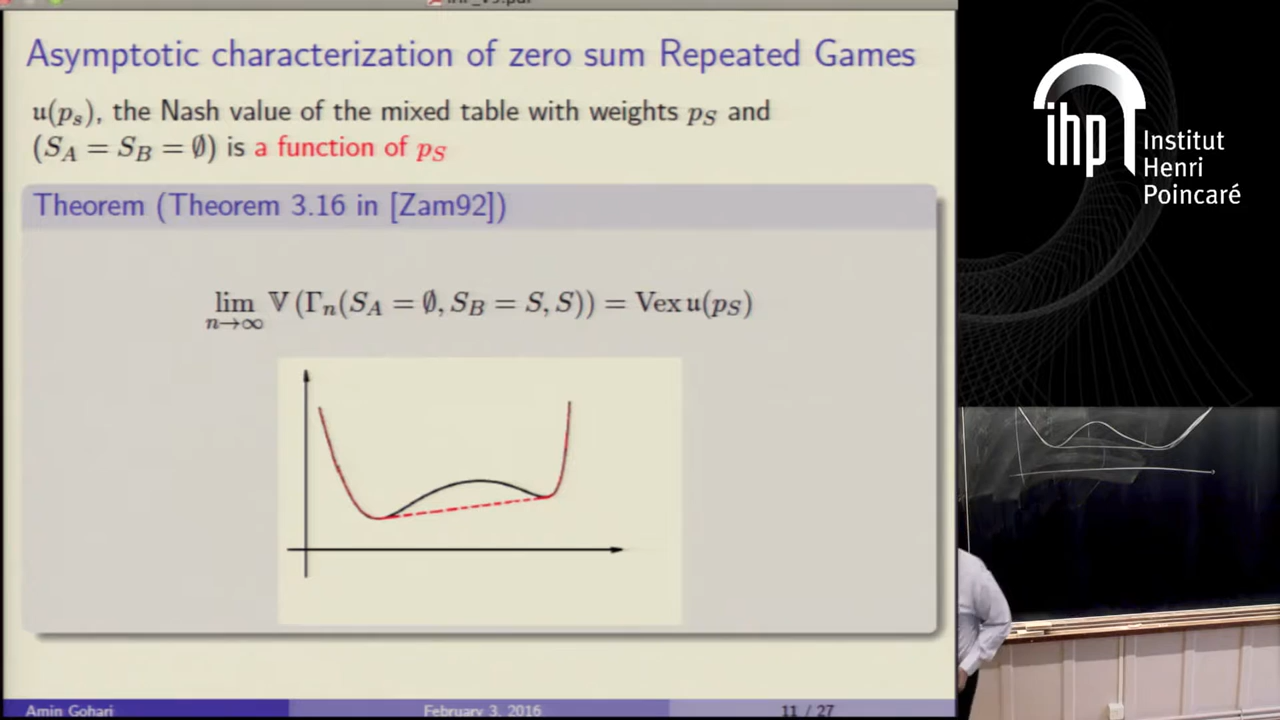 Asymptotic characterization of zero sum Repeated Games
u(pₛ), the Nash value of the mixed table with weights p_S and
(S_A = S_B = ∅) is a function of p_S
Theorem (Theorem 3.16 in [Zam92])
lim_{n→∞} 𝕍 (Γ_n(S_A = ∅, S_B = S, S)) = Vex u(p_S)
Amin Gohari
February 3, 2016
11 / 27
ihp
Institut
Henri
Poincaré